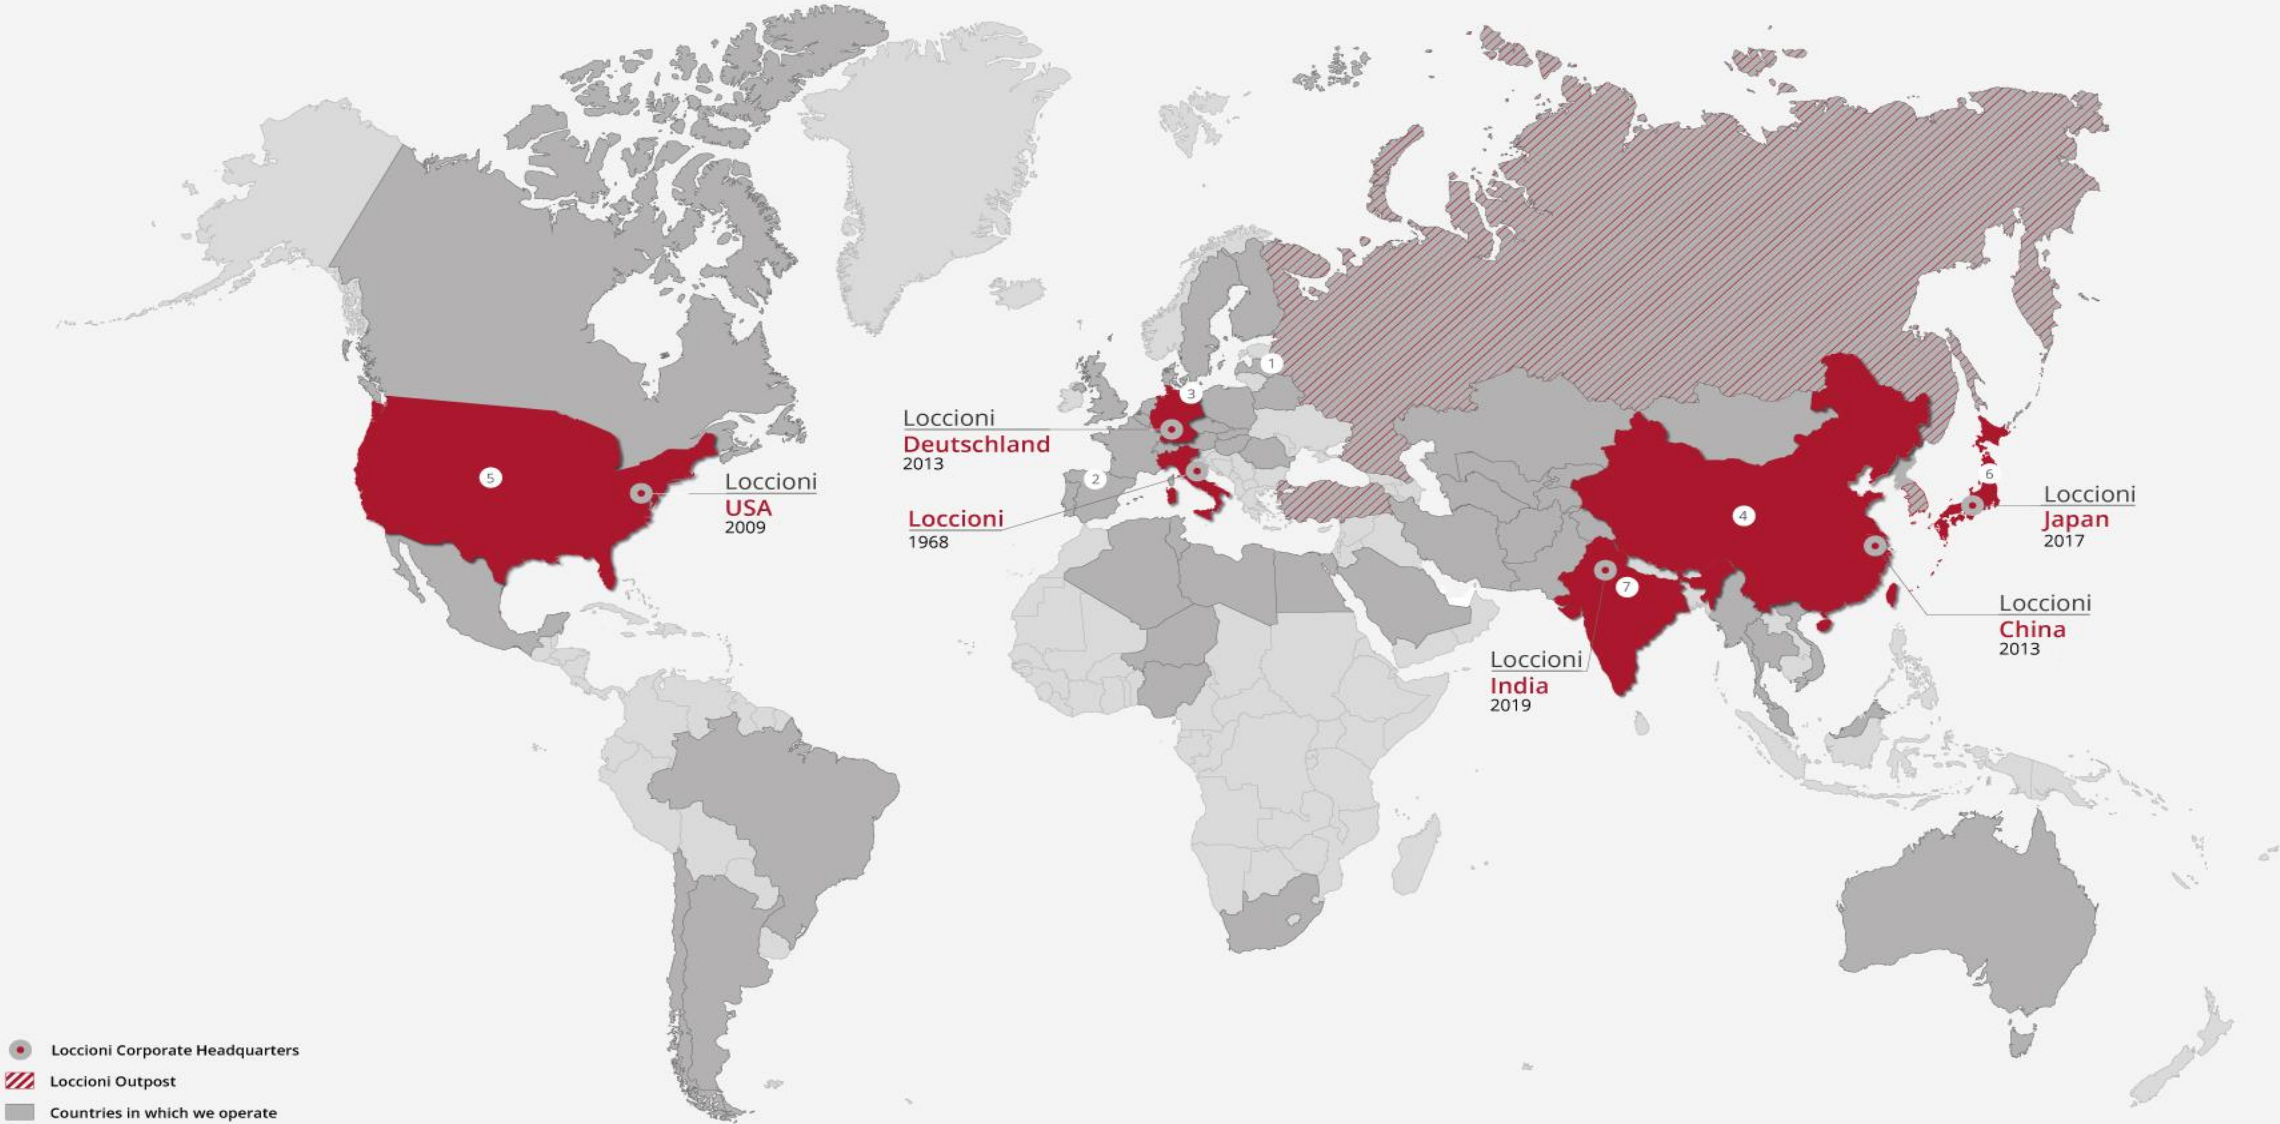 1
3
Loccioni
Deutschland
2013
2
Loccioni
1968
5
Loccioni
USA
2009
4
6
Loccioni
Japan
2017
7
Loccioni
China
2013
Loccioni
India
2019
Loccioni Corporate Headquarters
Loccioni Outpost
Countries in which we operate